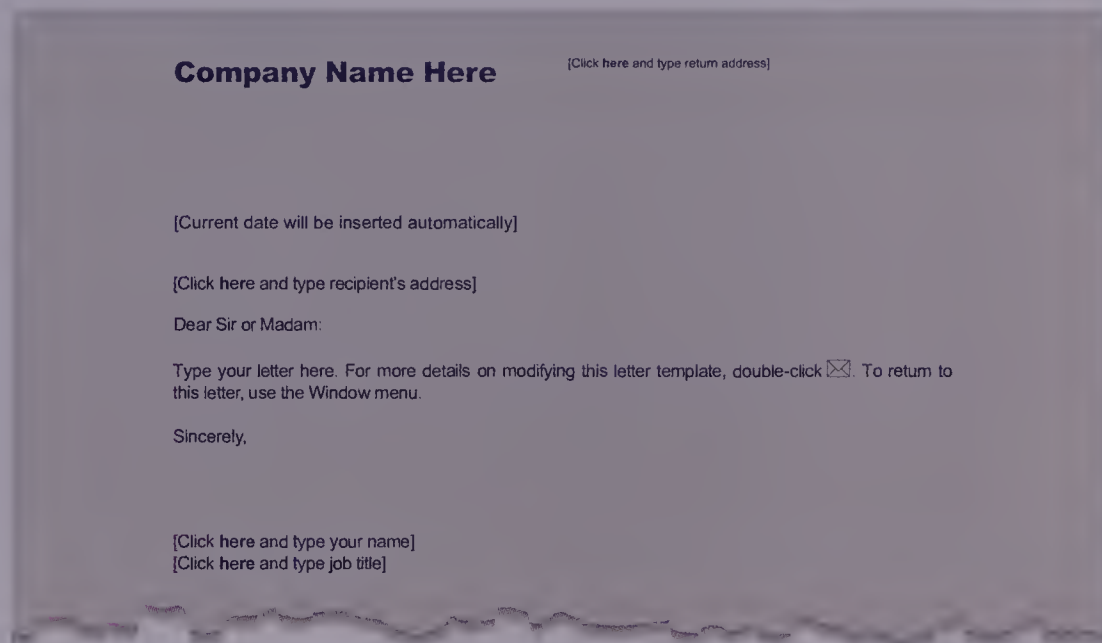 Company Name Here
[Click here and type return address]
[Current date will be inserted automatically]
[Click here and type recipient's address]
Dear Sir or Madam:
Type your letter here. For more details on modifying this letter template, double-click ✉. To return to
this letter, use the Window menu.
Sincerely,
[Click here and type your name]
[Click here and type job title]